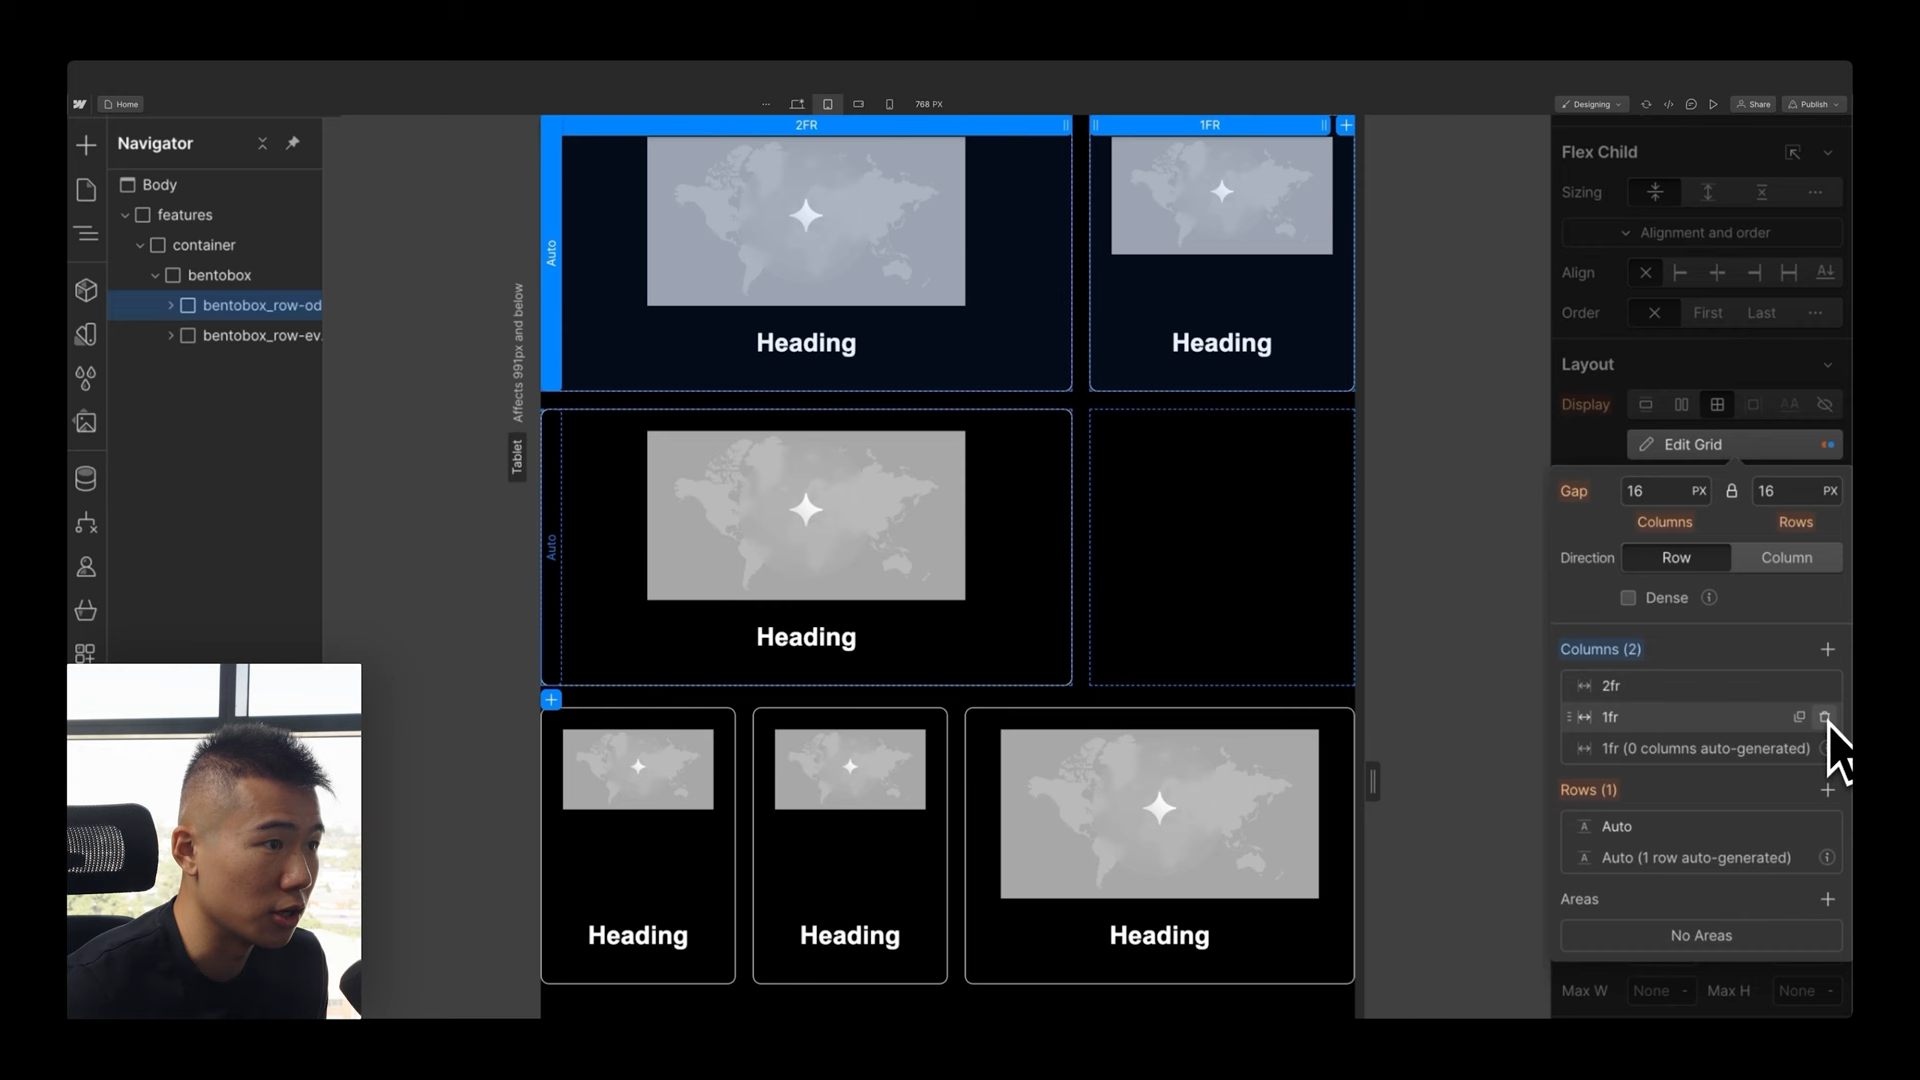 Home
768 PX
Designing
Share
Publish
Navigator
Body
features
container
bentobox
bentobox_row-od
bentobox_row-ev.
Affects 991px and below
Tablet
2FR
1FR
Auto
Heading
Heading
Auto
Heading
Heading
Heading
Heading
Flex Child
Sizing
Alignment and order
Align
Order
First
Last
Layout
Display
AA
Edit Grid
Gap
16
PX
16
PX
Columns
Rows
Direction
Row
Column
Dense
Columns (2)
2fr
1fr
1fr (0 columns auto-generated)
Rows (1)
A Auto
A Auto (1 row auto-generated)
Areas
No Areas
Max W
None -
Max H
None -